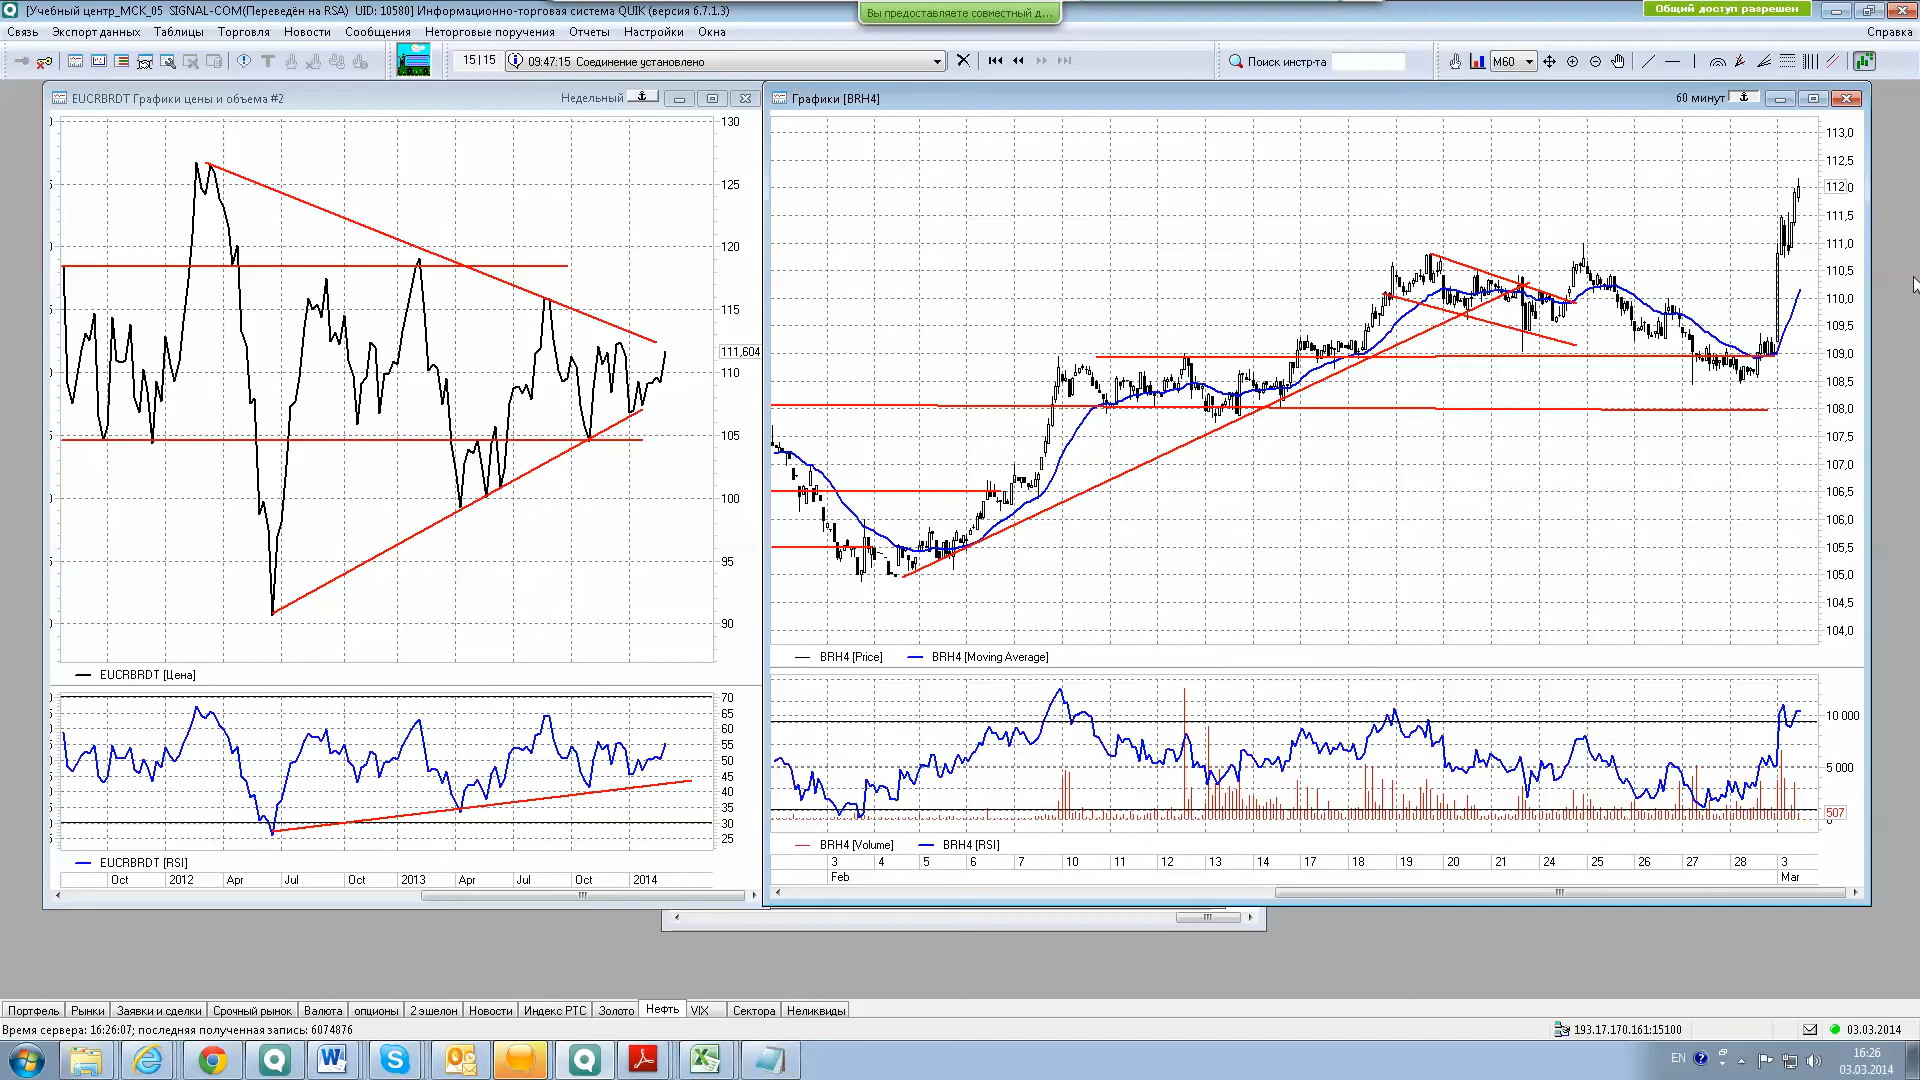 [Учебный центр_МСК_05 SIGNAL-COM(Переведён на RSA) UID: 10580] Информационно-торговая система QUIK (версия 6.7.1.3)
Вы предоставляете совместный д...
Общий доступ разрешен
Связь Экспорт данных Таблицы Торговля Новости Сообщения Неторговые поручения Отчеты Настройки Окна Справка
15|15 09:47:15 Соединение установлено Поиск инстр-та M60
EUCRBRDT Графики цены и объема #2 Недельный
Графики [BRH4] 60 минут
130
125
120
115
111,604
110
105
100
95
90
EUCRBRDT [Цена]
70
65
60
55
50
45
40
35
30
25
EUCRBRDT [RSI]
Oct 2012 Apr Jul Oct 2013 Apr Jul Oct 2014
113,0
112,5
112,0
111,5
111,0
110,5
110,0
109,5
109,0
108,5
108,0
107,5
107,0
106,5
106,0
105,5
105,0
104,5
104,0
BRH4 [Price] BRH4 [Moving Average]
10 000
5 000
507
BRH4 [Volume] BRH4 [RSI]
3 4 5 6 7 10 11 12 13 14 17 18 19 20 21 24 25 26 27 28 3
Feb Mar
Портфель Рынки Заявки и сделки Срочный рынок Валюта опционы 2 эшелон Новости Индекс РТС Золото Нефть VIX Сектора Неликвиды
Время сервера: 16:26:07; последняя полученная запись: 6074876 193.17.170.161:15100 03.03.2014
EN 16:26
03.03.2014